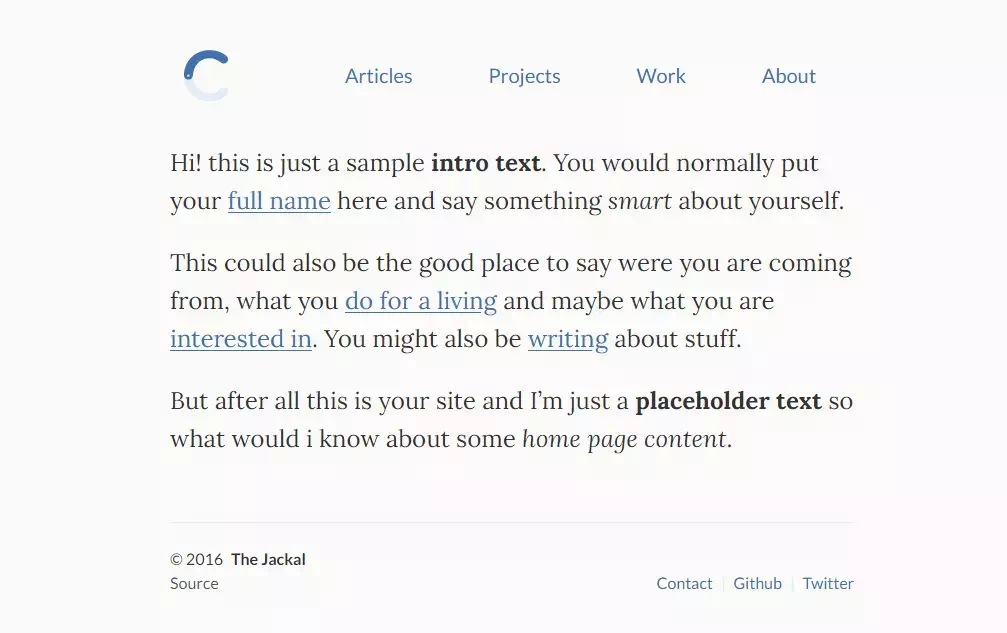 Articles Projects Work About
Hi! this is just a sample intro text. You would normally put
your full name here and say something smart about yourself.
This could also be the good place to say were you are coming
from, what you do for a living and maybe what you are
interested in. You might also be writing about stuff.
But after all this is your site and I’m just a placeholder text so
what would i know about some home page content.
© 2016 The Jackal
Source
Contact Github Twitter